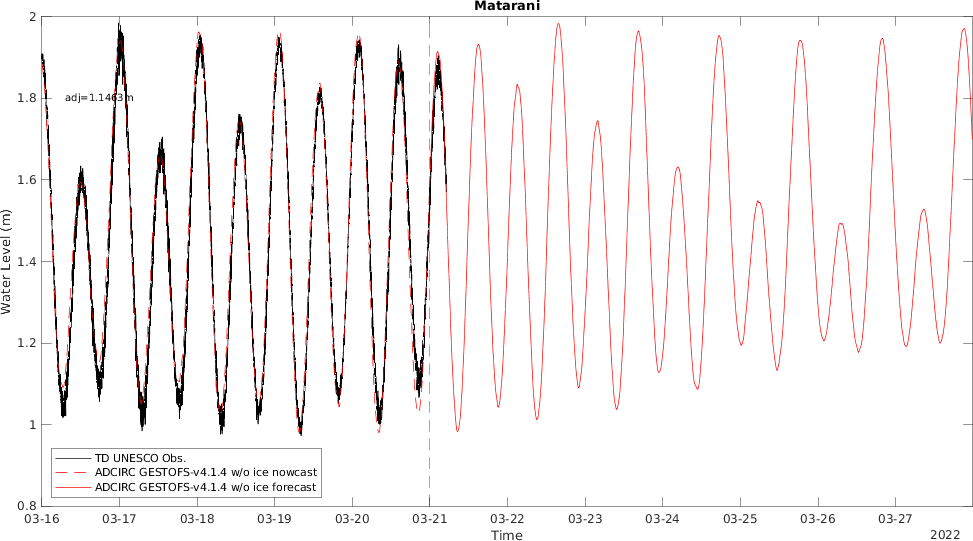 Matarani
2
1.8
1.6
1.4
1.2
1
0.8
Water Level (m)
adj=1.1463m
TD UNESCO Obs.
ADCIRC GESTOFS-v4.1.4 w/o ice nowcast
ADCIRC GESTOFS-v4.1.4 w/o ice forecast
03-16 03-17 03-18 03-19 03-20 03-21 03-22 03-23 03-24 03-25 03-26 03-27
Time
2022